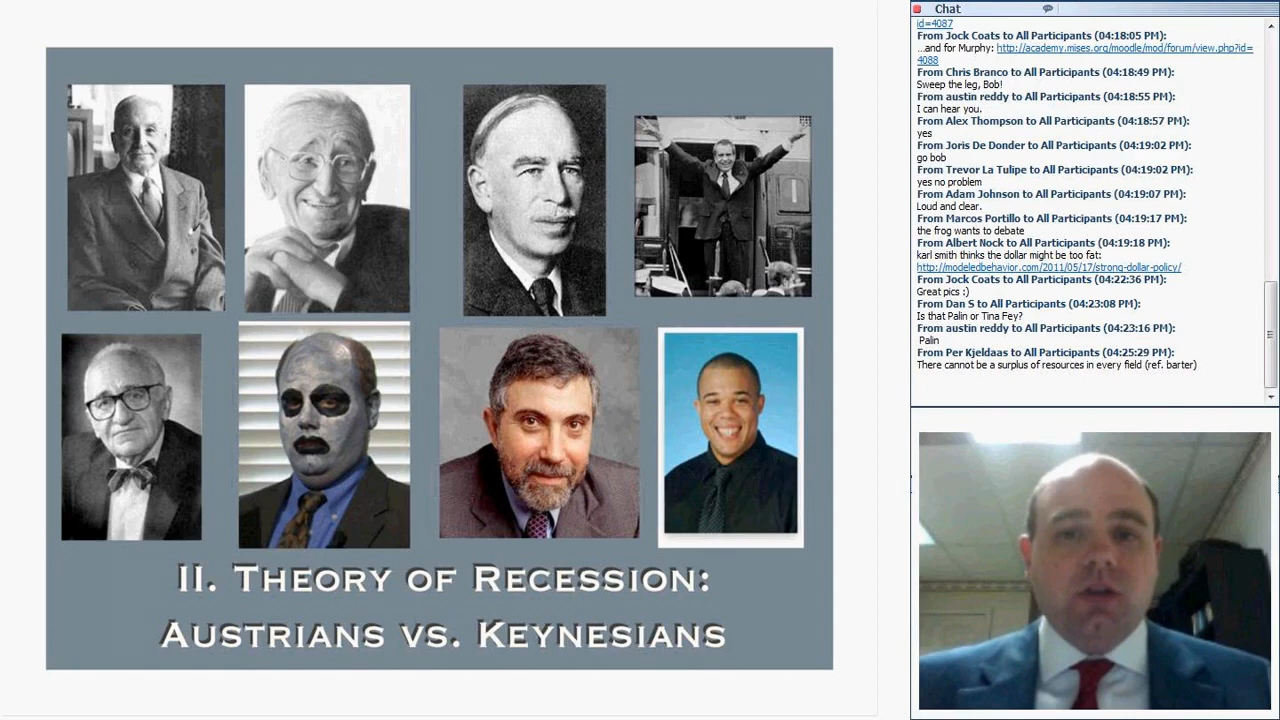 II. THEORY OF RECESSION:
AUSTRIANS VS. KEYNESIANS
Chat
id=4087
From Jock Coats to All Participants (04:18:05 PM):
...and for Murphy: http://academy.mises.org/moodle/mod/forum/view.php?id=
4088
From Chris Branco to All Participants (04:18:49 PM):
Sweep the leg, Bob!
From austin reddy to All Participants (04:18:55 PM):
I can hear you.
From Alex Thompson to All Participants (04:18:57 PM):
yes
From Joris De Donder to All Participants (04:19:02 PM):
go bob
From Trevor La Tulipe to All Participants (04:19:02 PM):
yes no problem
From Adam Johnson to All Participants (04:19:07 PM):
Loud and clear.
From Marcos Portillo to All Participants (04:19:17 PM):
the frog wants to debate
From Albert Nock to All Participants (04:19:18 PM):
karl smith thinks the dollar might be too fat:
http://modeledbehavior.com/2011/05/17/strong-dollar-policy/
From Jock Coats to All Participants (04:22:36 PM):
Great pics :)
From Dan S to All Participants (04:23:08 PM):
Is that Palin or Tina Fey?
From austin reddy to All Participants (04:23:16 PM):
Palin
From Per Kjeldaas to All Participants (04:25:29 PM):
There cannot be a surplus of resources in every field (ref. barter)